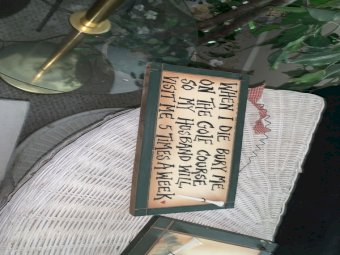 WHEN I DIE BURY ME
ON THE GOLF COURSE
SO MY HUSBAND WILL
VISIT ME 5 TIMES A WEEK.